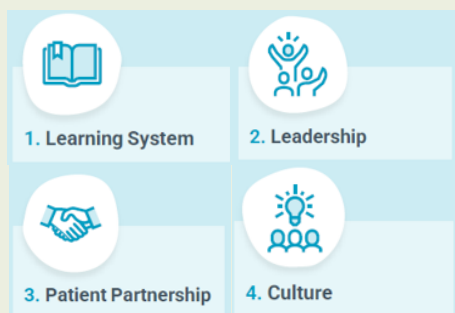 1. Learning System
2. Leadership
3. Patient Partnership
4. Culture